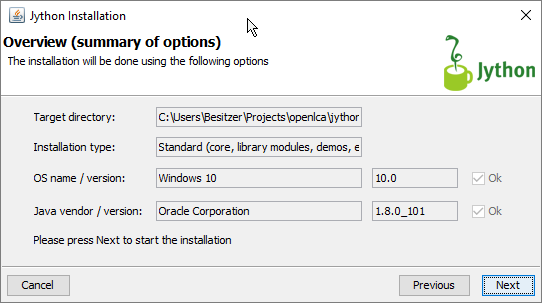 Jython Installation
Overview (summary of options)
The installation will be done using the following options
Jython
Target directory: C:\Users\Besitzer\Projects\openlca\jythor
Installation type: Standard (core, library modules, demos, e
OS name / version: Windows 10 10.0 Ok
Java vendor / version: Oracle Corporation 1.8.0_101 Ok
Please press Next to start the installation
Cancel Previous Next